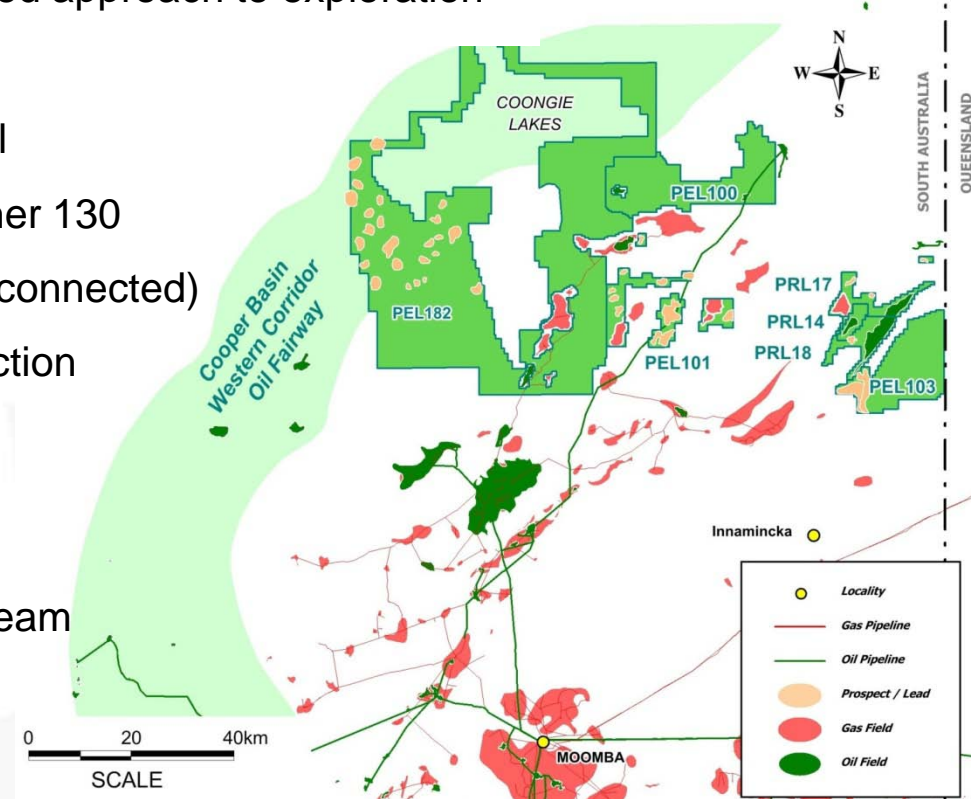 ed approach to exploration
l
ner 130
connected)
ction
eam
N
W E
S
COONGIE
LAKES
SOUTH AUSTRALIA
QUEENSLAND
PEL100
PRL17
PRL14
PRL18
PEL182
PEL101
PEL103
Cooper Basin
Western Corridor
Oil Fairway
Innamincka
MOOMBA
Locality
Gas Pipeline
Oil Pipeline
Prospect / Lead
Gas Field
Oil Field
0 20 40km
SCALE